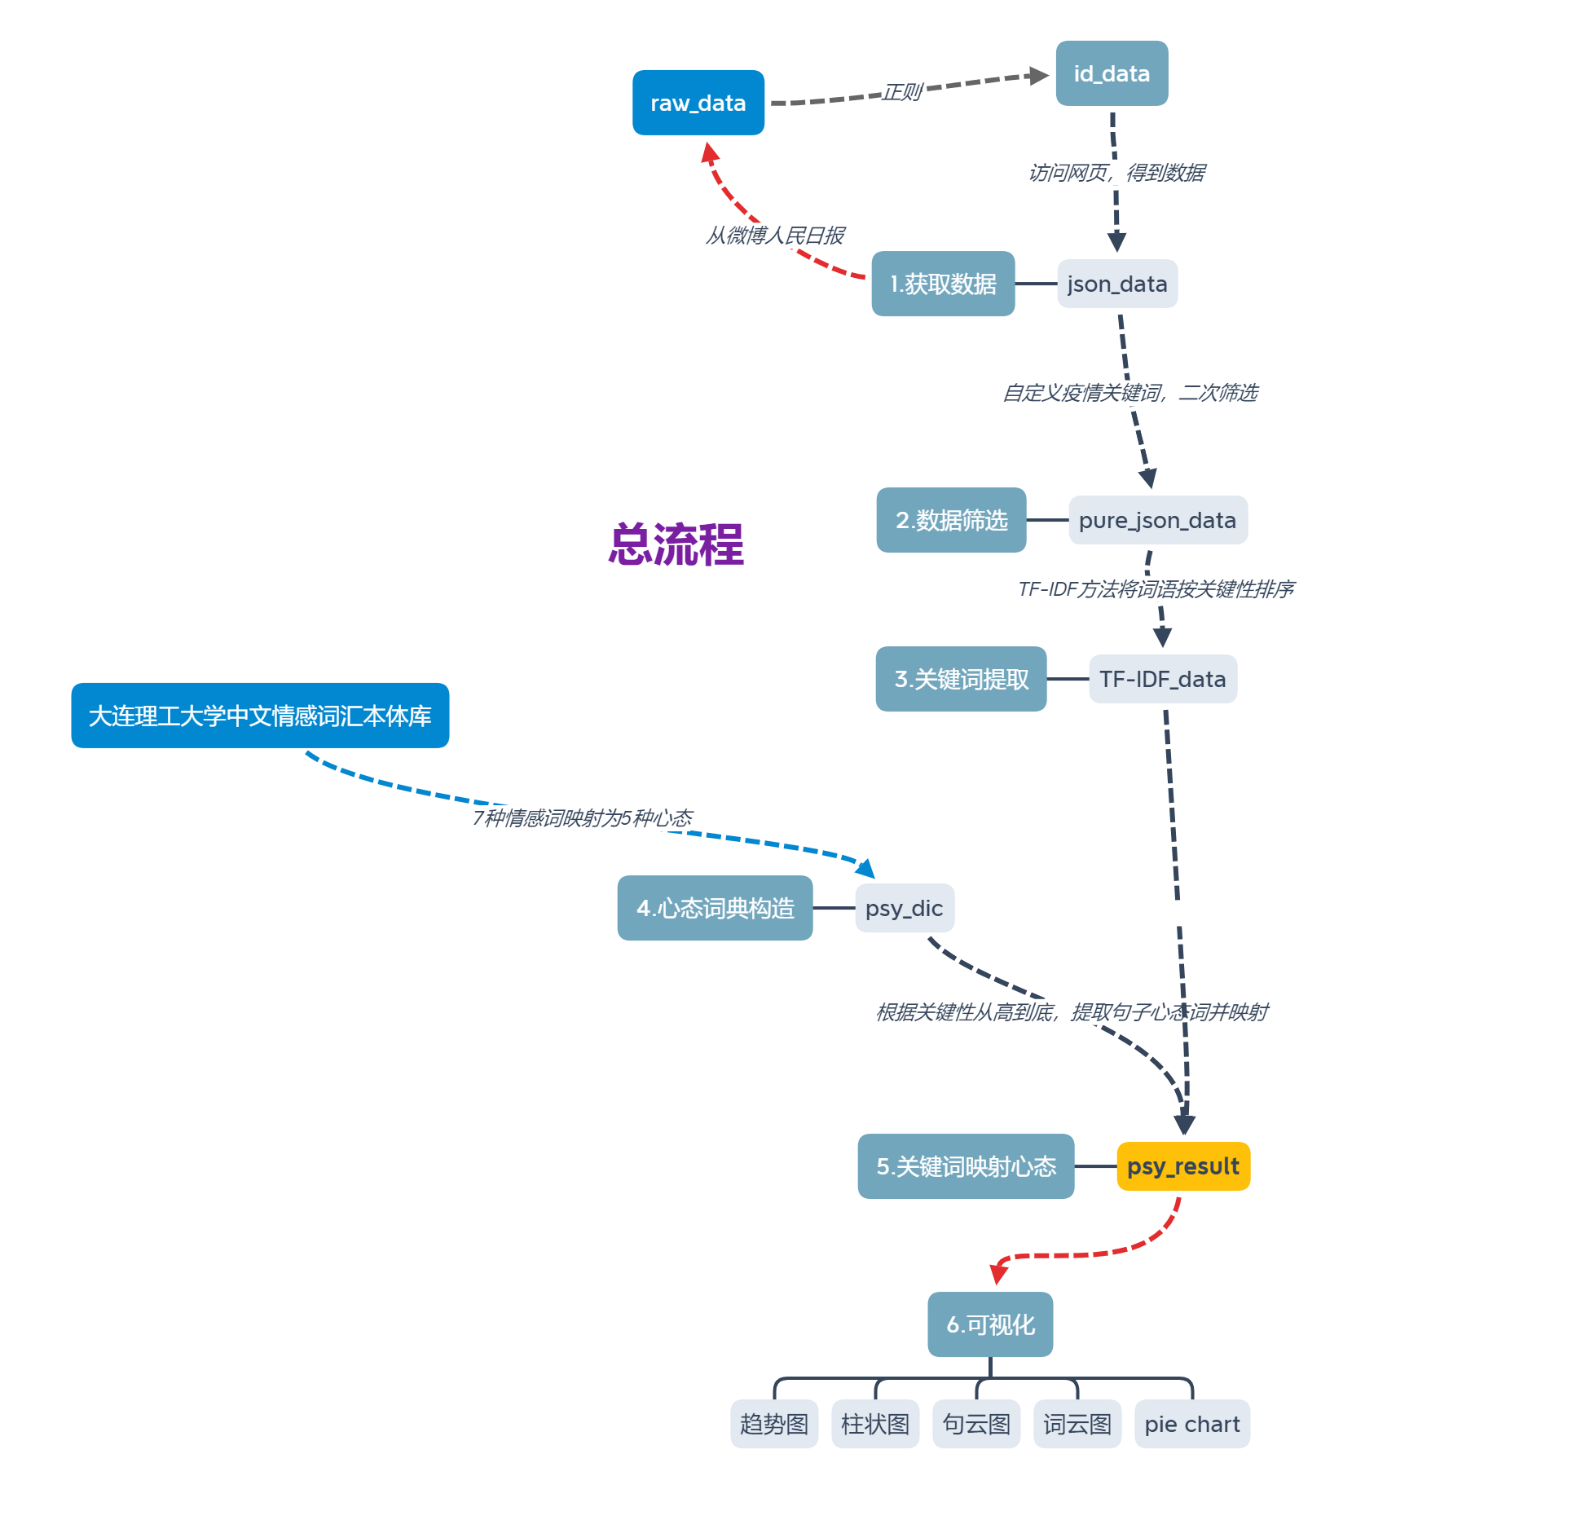 id_data
raw_data
正则
访问网页，得到数据
从微博人民日报
1.获取数据
json_data
自定义疫情关键词，二次筛选
2.数据筛选
pure_json_data
总流程
TF-IDF方法将词语按关键性排序
3.关键词提取
TF-IDF_data
大连理工大学中文情感词汇本体库
7种情感词映射为5种心态
4.心态词典构造
psy_dic
根据关键性从高到底，提取句子心态词并映射
5.关键词映射心态
psy_result
6.可视化
趋势图
柱状图
句云图
词云图
pie chart